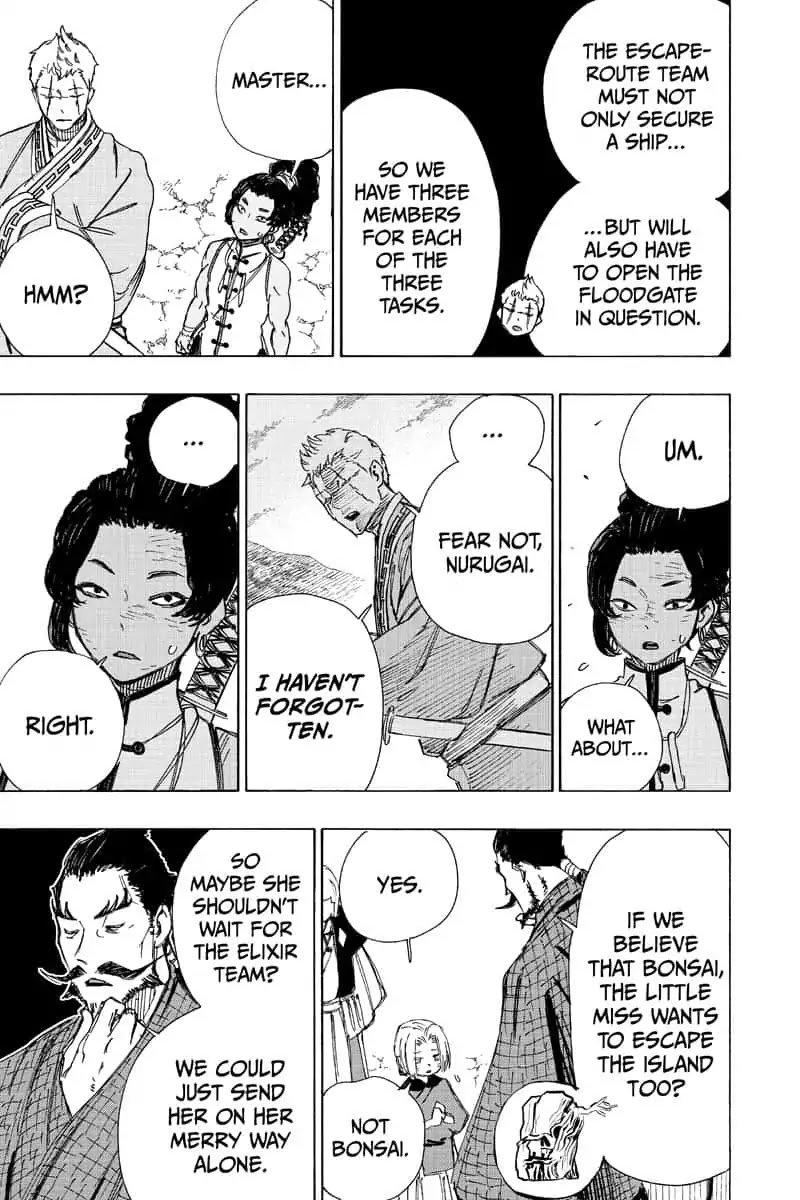 THE ESCAPE-
ROUTE TEAM
MUST NOT
ONLY SECURE
A SHIP...
...BUT WILL
ALSO HAVE
TO OPEN THE
FLOODGATE
IN QUESTION.
SO WE
HAVE THREE
MEMBERS
FOR EACH
OF THE
THREE
TASKS.
MASTER...
HMM?
UM.
WHAT
ABOUT...
...
FEAR NOT,
NURUGAI.
I HAVEN'T
FORGOT-
TEN.
...
RIGHT.
IF WE
BELIEVE
THAT BONSAI,
THE LITTLE
MISS WANTS
TO ESCAPE
THE ISLAND
TOO?
YES.
NOT
BONSAI.
SO
MAYBE SHE
SHOULDN'T
WAIT FOR
THE ELIXIR
TEAM?
WE COULD
JUST SEND
HER ON HER
MERRY WAY
ALONE.